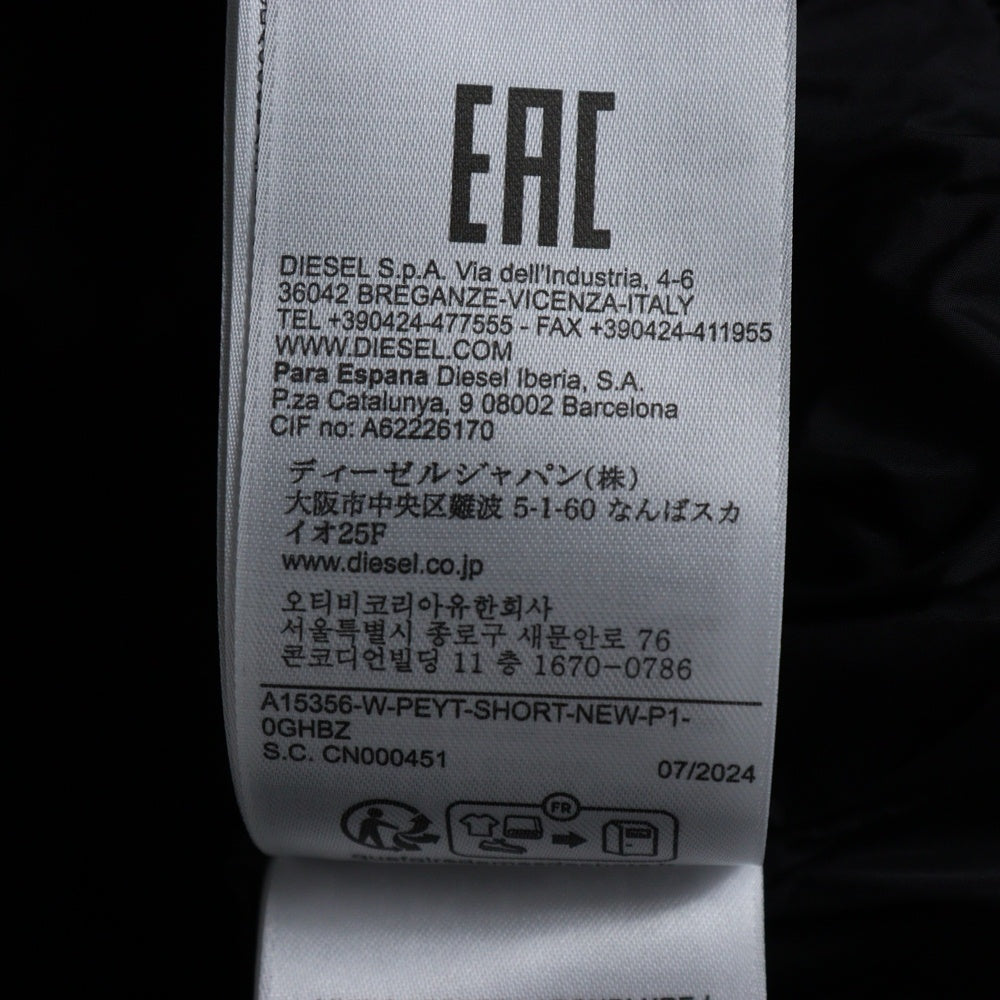 EAC
DIESEL S.p.A. Via dell'Industria, 4-6
36042 BREGANZE-VICENZA-ITALY
TEL +390424-477555 - FAX +390424-411955
WWW.DIESEL.COM
Para Espana Diesel Iberia, S.A.
P.za Catalunya, 9 08002 Barcelona
CIF no: A62226170
ディーゼルジャパン(株)
大阪市中央区難波 5-1-60 なんばスカ
イオ25F
www.diesel.co.jp
오티비코리아유한회사
서울특별시 종로구 새문안로 76
콘코디언빌딩 11 층 1670-0786
A15356-W-PEYT-SHORT-NEW-P1-
0GHBZ
S.C. CN000451
07/2024
FR